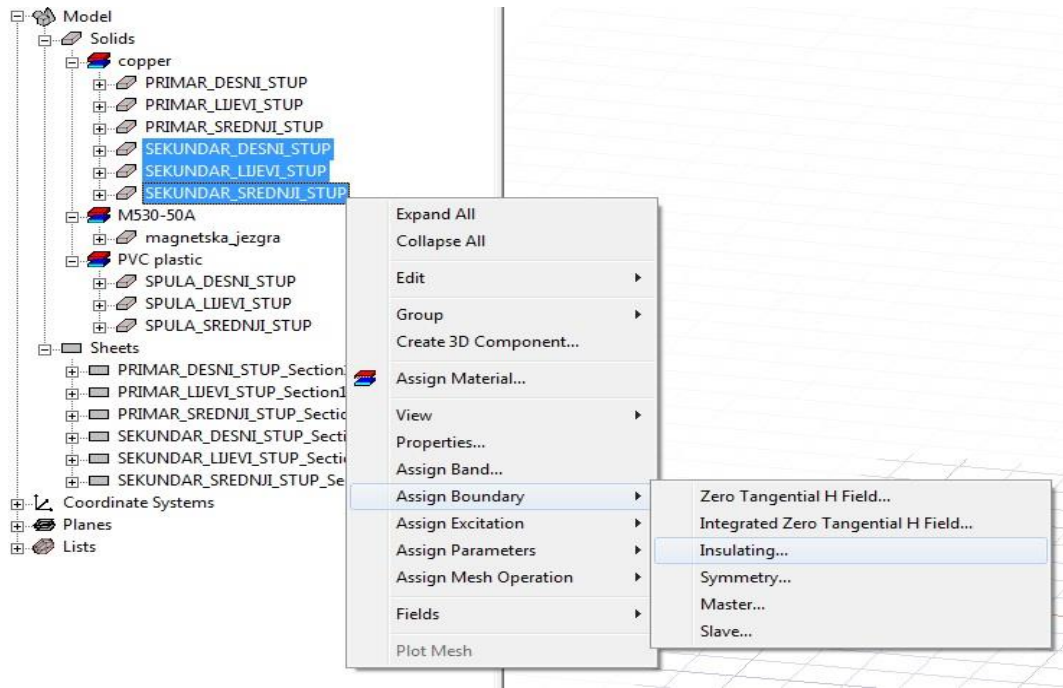 Model
Solids
copper
PRIMAR_DESNI_STUP
PRIMAR_LIJEVI_STUP
PRIMAR_SREDNJI_STUP
SEKUNDAR_DESNI_STUP
SEKUNDAR_LIJEVI_STUP
SEKUNDAR_SREDNJI_STUP
M530-50A
magnetska_jezgra
PVC plastic
SPULA_DESNI_STUP
SPULA_LIJEVI_STUP
SPULA_SREDNJI_STUP
Sheets
PRIMAR_DESNI_STUP_Section
PRIMAR_LIJEVI_STUP_Section1
PRIMAR_SREDNJI_STUP_Sectio
SEKUNDAR_DESNI_STUP_Secti
SEKUNDAR_LIJEVI_STUP_Sectio
SEKUNDAR_SREDNJI_STUP_Se
Coordinate Systems
Planes
Lists
Expand All
Collapse All
Edit
Group
Create 3D Component...
Assign Material...
View
Properties...
Assign Band...
Assign Boundary
Assign Excitation
Assign Parameters
Assign Mesh Operation
Fields
Plot Mesh
Zero Tangential H Field...
Integrated Zero Tangential H Field...
Insulating...
Symmetry...
Master...
Slave...